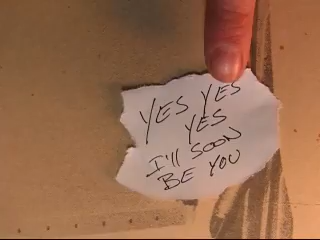 YES YES
YES
I'll SOON
BE YOU